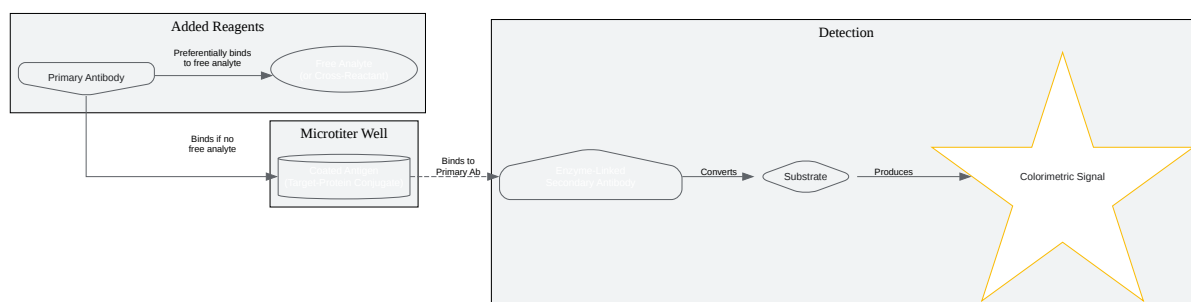 Added Reagents
Preferentially binds
to free analyte
Primary Antibody
Free Analyte
(or Cross-Reactant)
Binds if no
free analyte
Microtiter Well
Coated Antigen
(Target-Protein Conjugate)
Detection
Binds to
Primary Ab
Enzyme-Linked
Secondary Antibody
Converts
Substrate
Produces
Colorimetric Signal